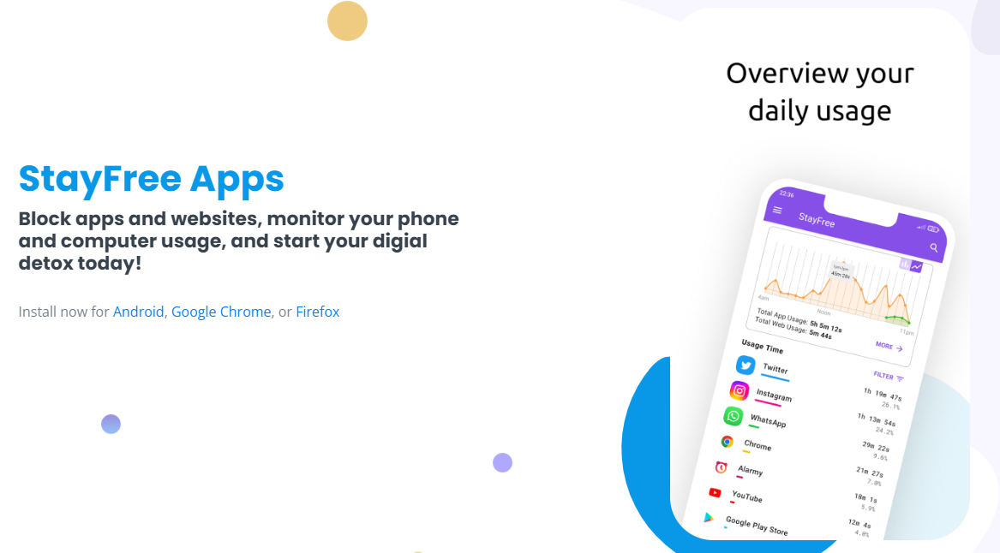 Overview your
daily usage
StayFree Apps
Block apps and websites, monitor your phone
and computer usage, and start your digial
detox today!
Install now for Android, Google Chrome, or Firefox
22:36
StayFree
45m 28s
4am
Noon
11pm
Total App Usage: 5h 5m 12s
Total Web Usage: 5m 44s
MORE
Usage Time
FILTER
Twitter
1h 19m 47s
26.1%
Instagram
1h 13m 54s
24.2%
WhatsApp
29m 22s
9.6%
Chrome
21m 27s
7.0%
Alarmy
18m 1s
5.9%
YouTube
12m 4s
4.0%
Google Play Store